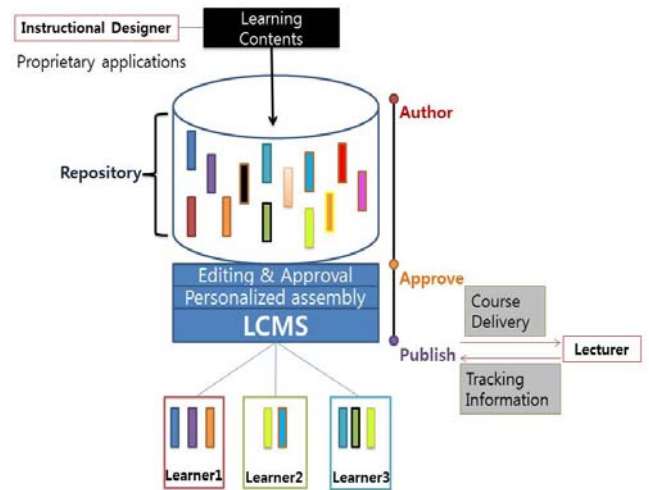 Instructional Designer
Learning
Contents
Proprietary applications
Author
Repository
Editing & Approval
Personalized assembly
LCMS
Approve
Publish
Course
Delivery
Lecturer
Tracking
Information
Learner1
Learner2
Learner3